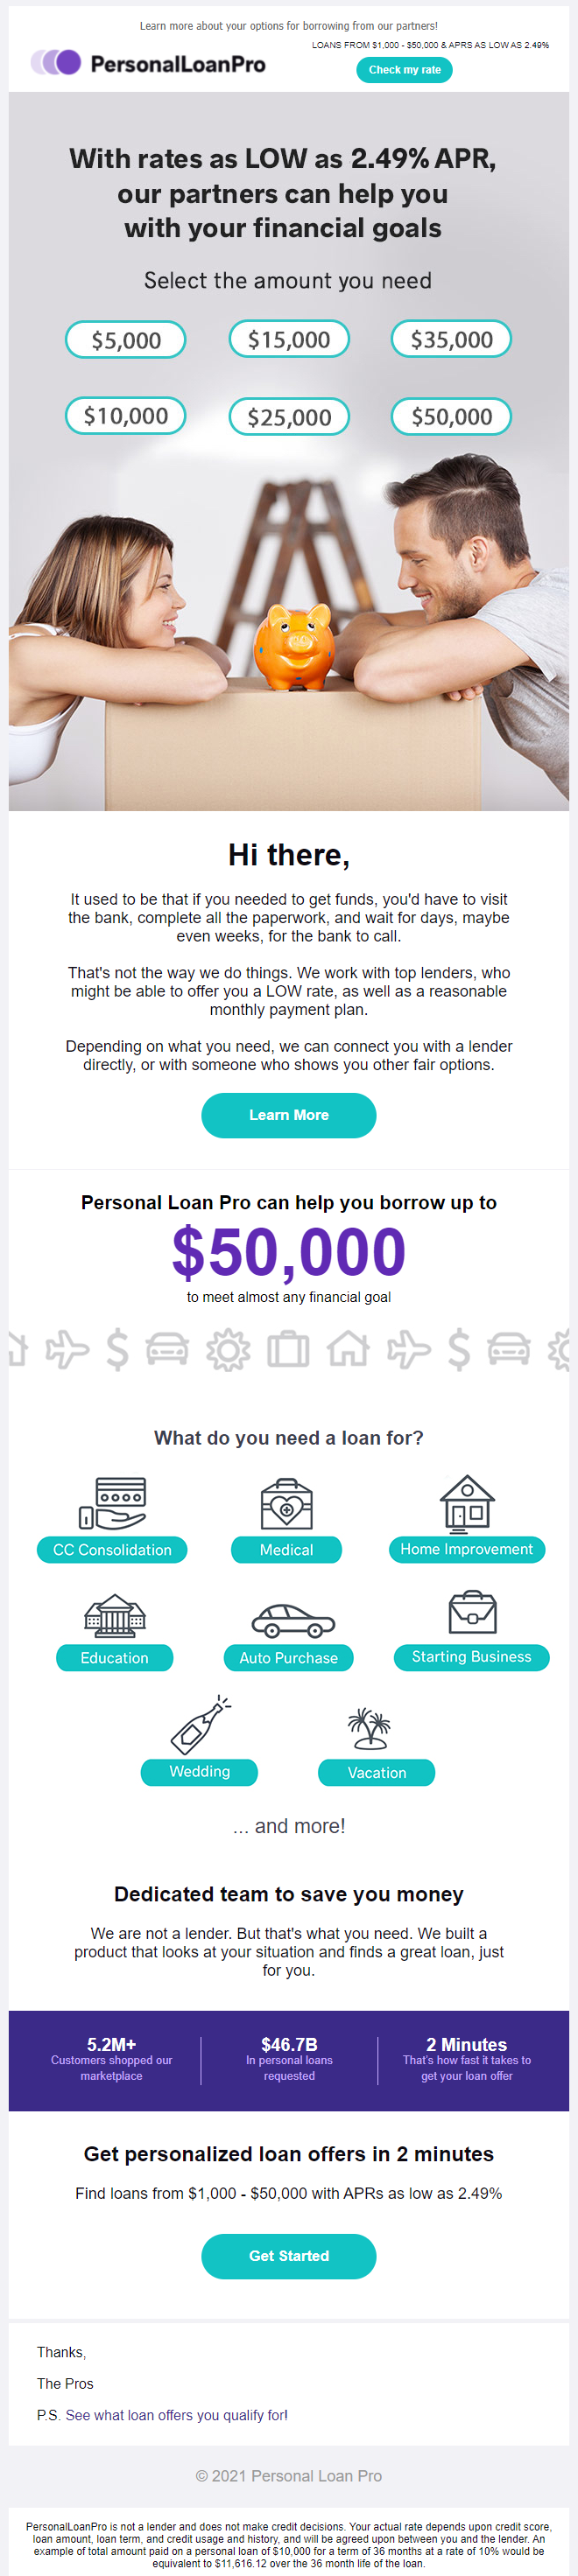 Learn more about your options for borrowing from our partners!
PersonalLoanPro
LOANS FROM $1,000 - $50,000 & APRS AS LOW AS 2.49%
Check my rate
With rates as LOW as 2.49% APR,
our partners can help you
with your financial goals
Select the amount you need
$5,000 $15,000 $35,000
$10,000 $25,000 $50,000
Hi there,
It used to be that if you needed to get funds, you'd have to visit
the bank, complete all the paperwork, and wait for days, maybe
even weeks, for the bank to call.
That's not the way we do things. We work with top lenders, who
might be able to offer you a LOW rate, as well as a reasonable
monthly payment plan.
Depending on what you need, we can connect you with a lender
directly, or with someone who shows you other fair options.
Learn More
Personal Loan Pro can help you borrow up to
$50,000
to meet almost any financial goal
$ $
What do you need a loan for?
CC Consolidation Medical Home Improvement
Education Auto Purchase Starting Business
Wedding Vacation
... and more!
Dedicated team to save you money
We are not a lender. But that's what you need. We built a
product that looks at your situation and finds a great loan, just
for you.
5.2M+ $46.7B 2 Minutes
Customers shopped our In personal loans That's how fast it takes to
marketplace requested get your loan offer
Get personalized loan offers in 2 minutes
Find loans from $1,000 - $50,000 with APRs as low as 2.49%
Get Started
Thanks,
The Pros
P.S. See what loan offers you qualify for!
© 2021 Personal Loan Pro
PersonalLoanPro is not a lender and does not make credit decisions. Your actual rate depends upon credit score,
loan amount, loan term, and credit usage and history, and will be agreed upon between you and the lender. An
example of total amount paid on a personal loan of $10,000 for a term of 36 months at a rate of 10% would be
equivalent to $11,616.12 over the 36 month life of the loan.